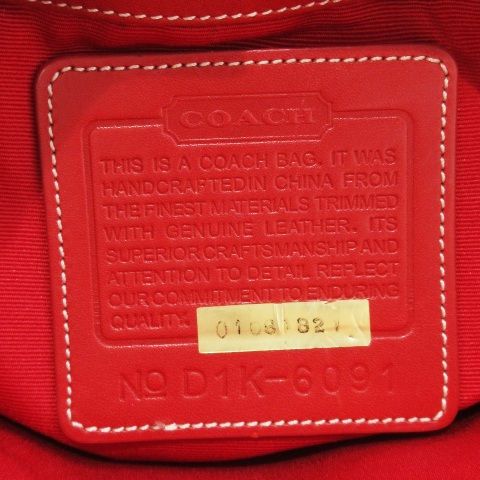 COACH
THIS IS A COACH BAG. IT WAS
HANDCRAFTED IN CHINA FROM
THE FINEST MATERIALS TRIMMED
WITH GENUINE LEATHER. ITS
SUPERIOR CRAFTSMANSHIP AND
ATTENTION TO DETAIL REFLECT
OUR COMMITMENT TO ENDURING
QUALITY.
No D1K-6091